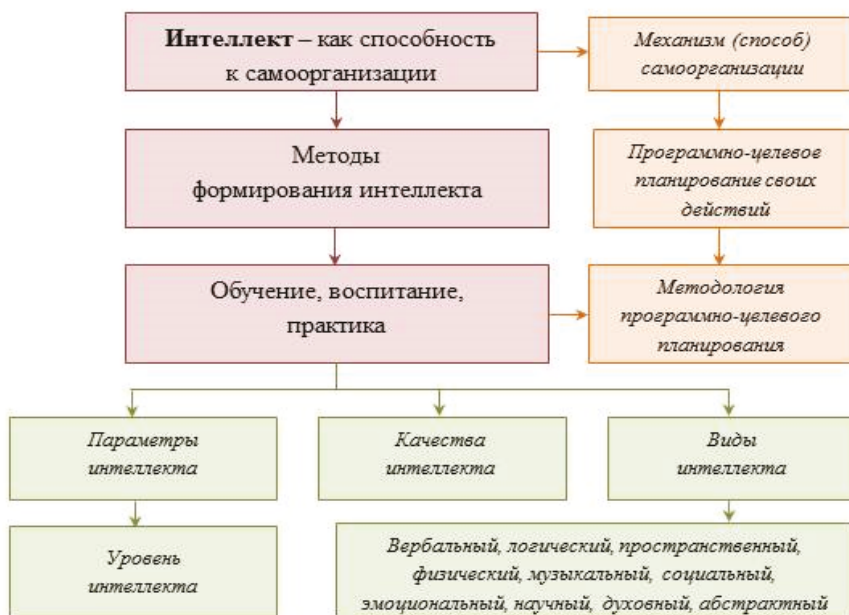 Интеллект – как способность
к самоорганизации
Механизм (способ)
самоорганизации
Методы
формирования интеллекта
Программно-целевое
планирование своих
действий
Обучение, воспитание,
практика
Методология
программно-целевого
планирования
Параметры
интеллекта
Качества
интеллекта
Виды
интеллекта
Уровень
интеллекта
Вербальный, логический, пространственный,
физический, музыкальный, социальный,
эмоциональный, научный, духовный, абстрактный